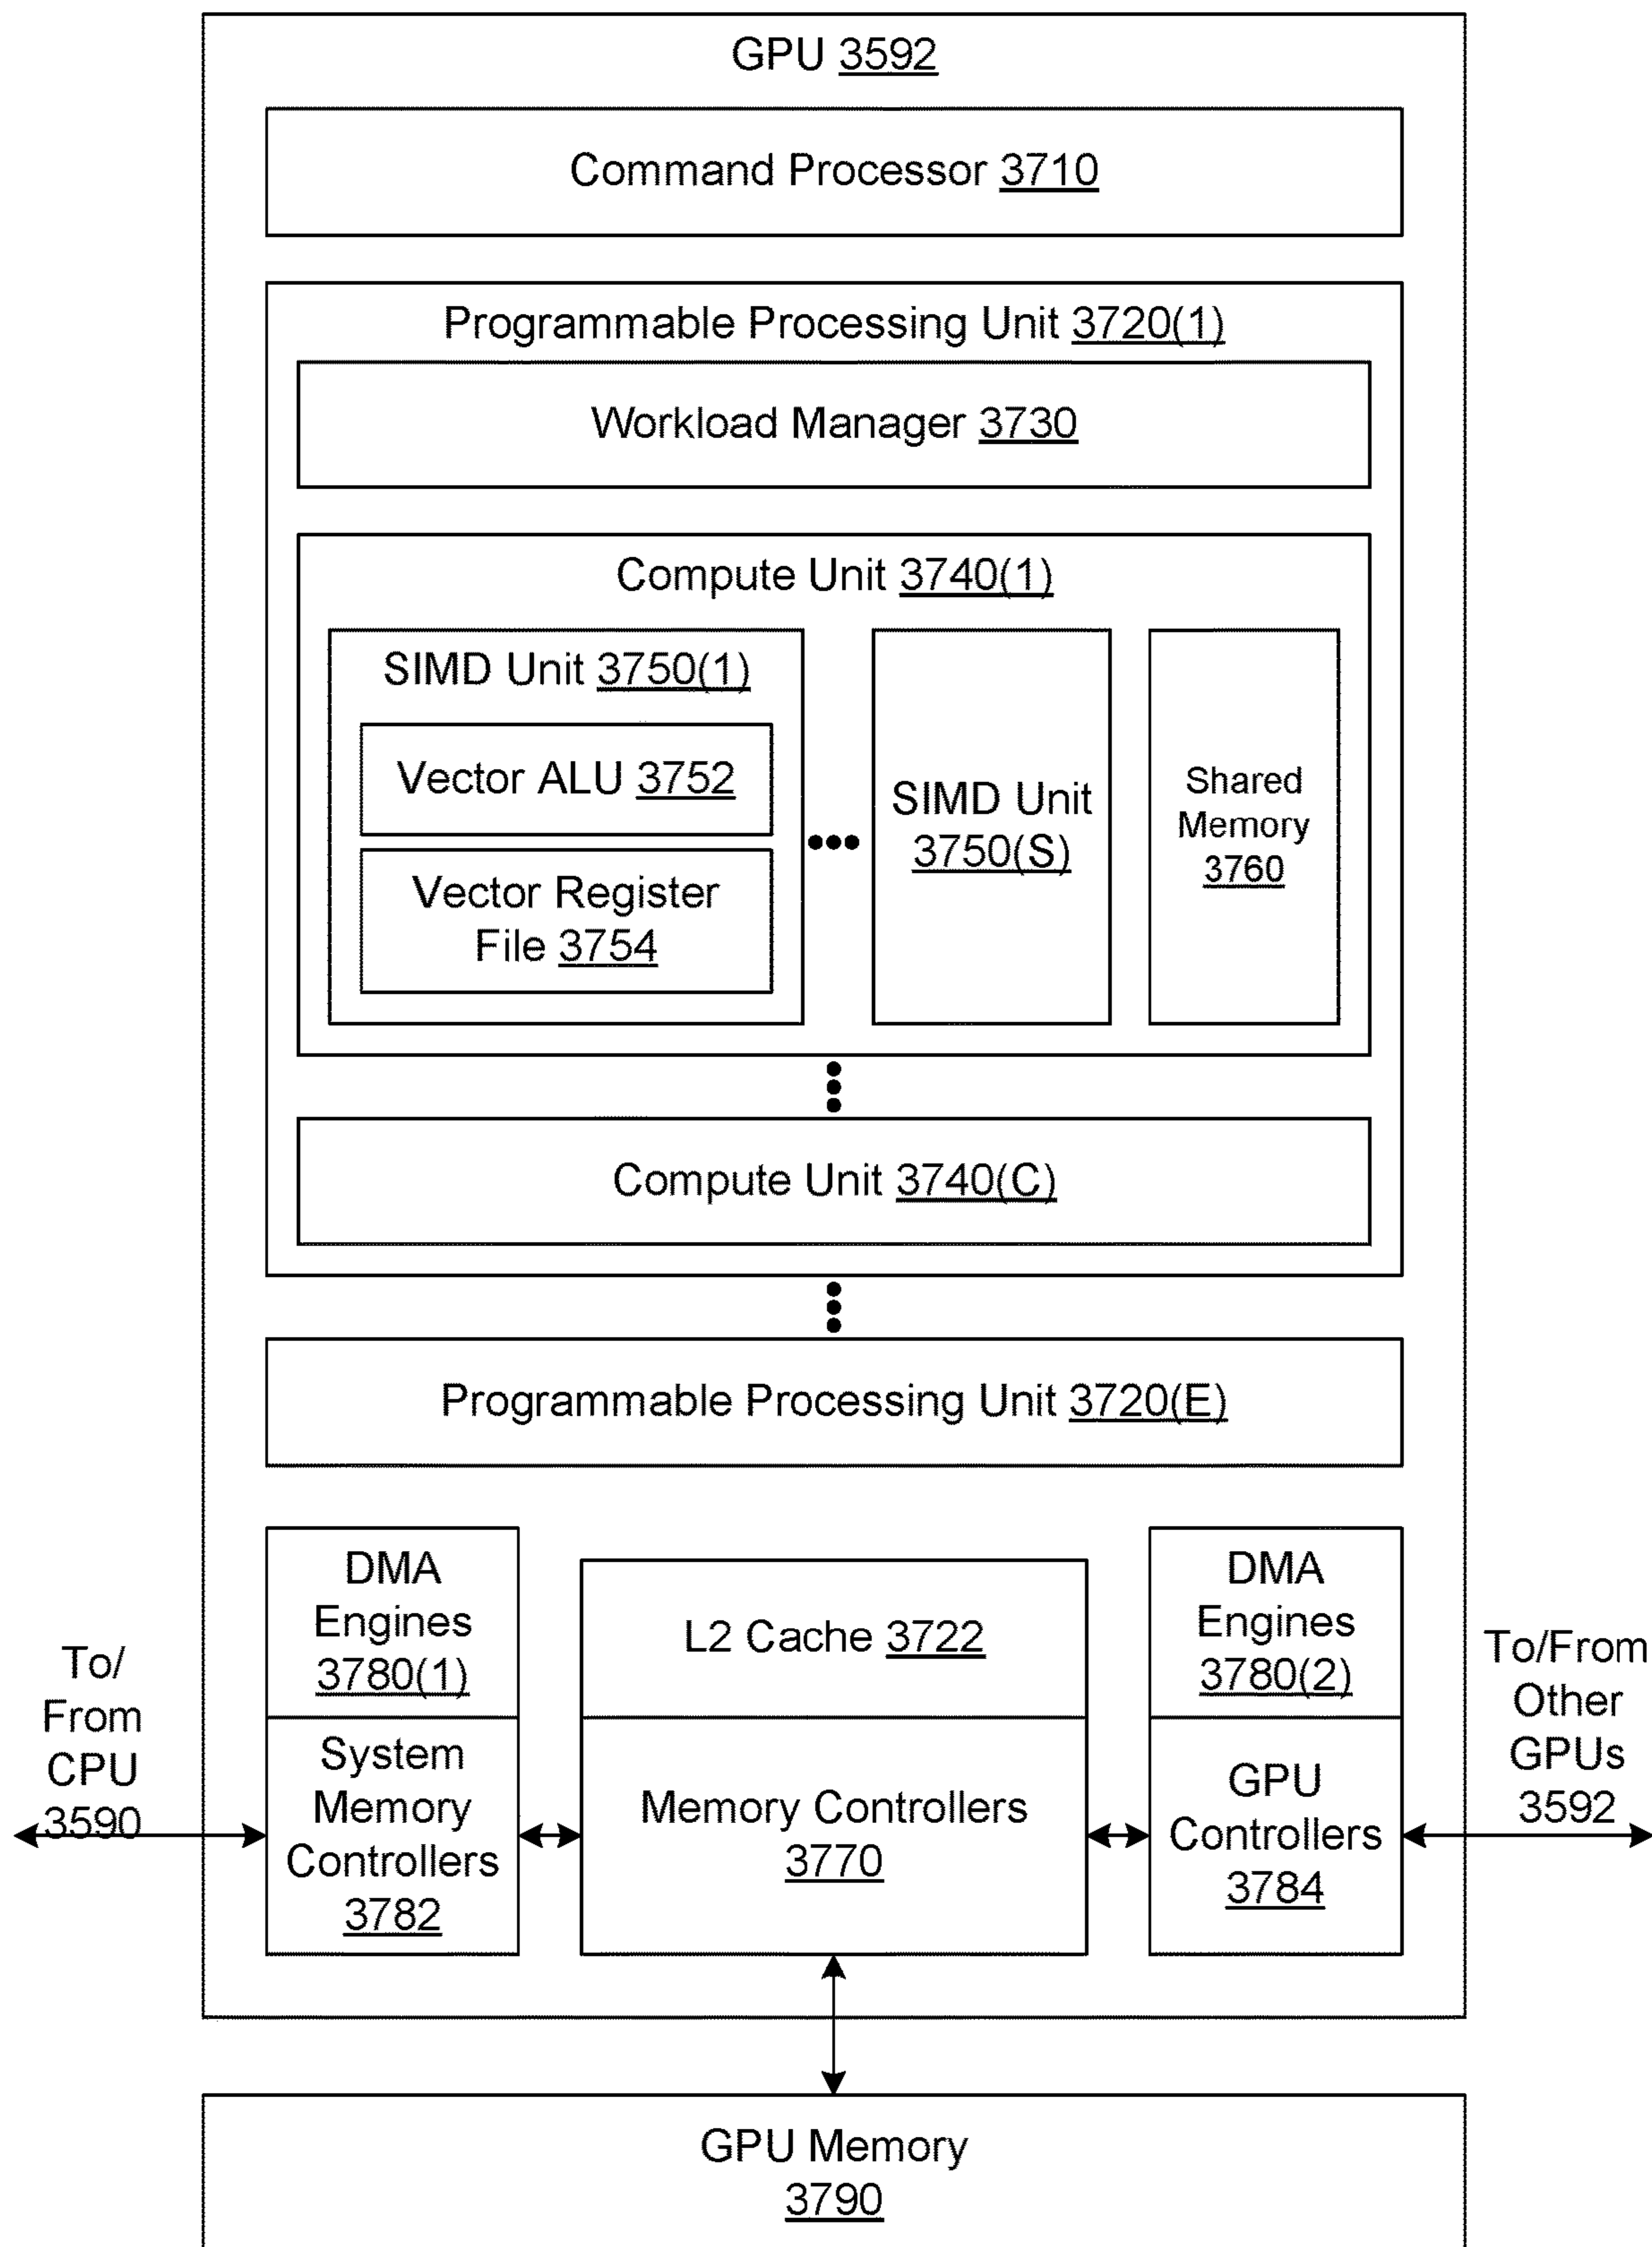 GPU 3592
Command Processor 3710
Programmable Processing Unit 3720(1)
Workload Manager 3730
Compute Unit 3740(1)
SIMD Unit 3750(1)
Vector ALU 3752
Vector Register
File 3754
SIMD Unit
3750(S)
Shared
Memory
3760
Compute Unit 3740(C)
Programmable Processing Unit 3720(E)
To/
From
CPU
3590
DMA
Engines
3780(1)
System
Memory
Controllers
3782
L2 Cache 3722
Memory Controllers
3770
DMA
Engines
3780(2)
GPU
Controllers
3784
To/From
Other
GPUs
3592
GPU Memory
3790